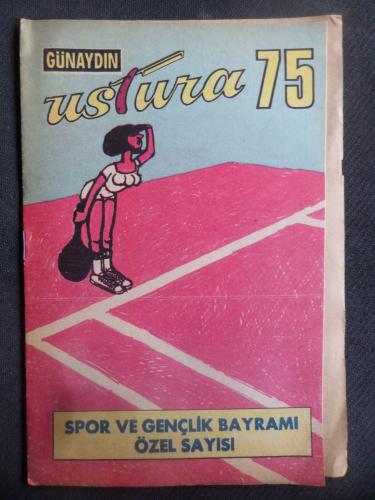 GÜNAYDIN
ustura 75
SPOR VE GENÇLİK BAYRAMI
ÖZEL SAYISI